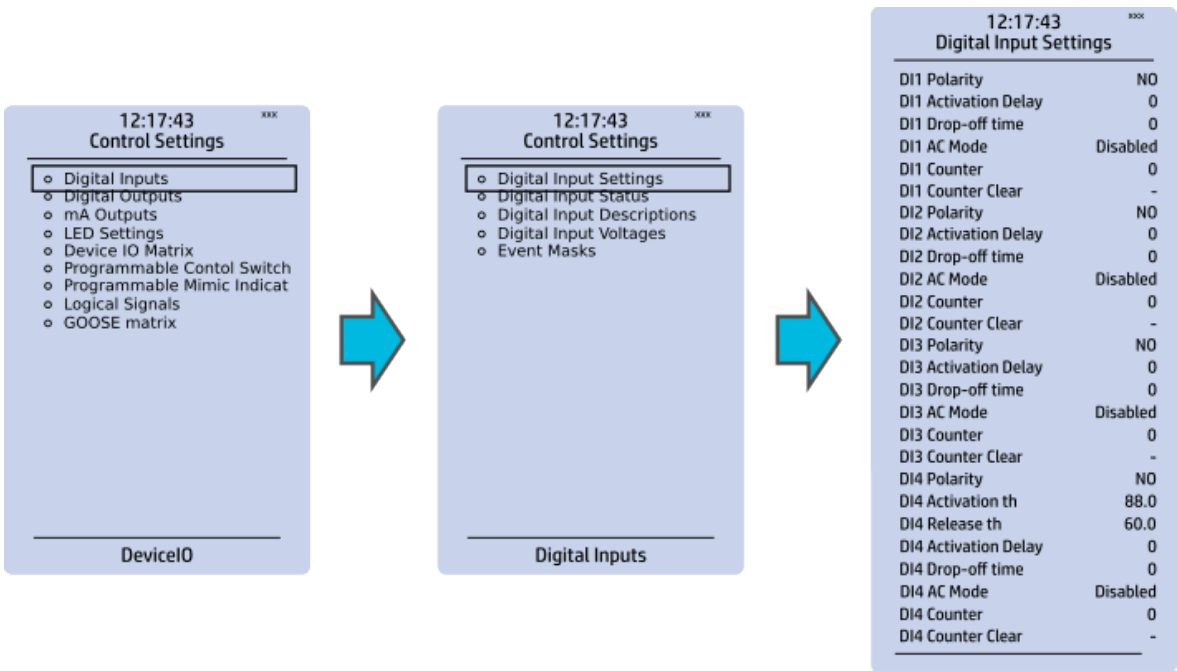 12:17:43 xxx
Control Settings
Digital Inputs
Digital Outputs
mA Outputs
LED Settings
Device IO Matrix
Programmable Contol Switch
Programmable Mimic Indicat
Logical Signals
GOOSE matrix
DeviceIO
12:17:43 xxx
Control Settings
Digital Input Settings
Digital Input Status
Digital Input Descriptions
Digital Input Voltages
Event Masks
Digital Inputs
12:17:43 xxx
Digital Input Settings
DI1 Polarity NO
DI1 Activation Delay 0
DI1 Drop-off time 0
DI1 AC Mode Disabled
DI1 Counter 0
DI1 Counter Clear -
DI2 Polarity NO
DI2 Activation Delay 0
DI2 Drop-off time 0
DI2 AC Mode Disabled
DI2 Counter 0
DI2 Counter Clear -
DI3 Polarity NO
DI3 Activation Delay 0
DI3 Drop-off time 0
DI3 AC Mode Disabled
DI3 Counter 0
DI3 Counter Clear -
DI4 Polarity NO
DI4 Activation th 88.0
DI4 Release th 60.0
DI4 Activation Delay 0
DI4 Drop-off time 0
DI4 AC Mode Disabled
DI4 Counter 0
DI4 Counter Clear -